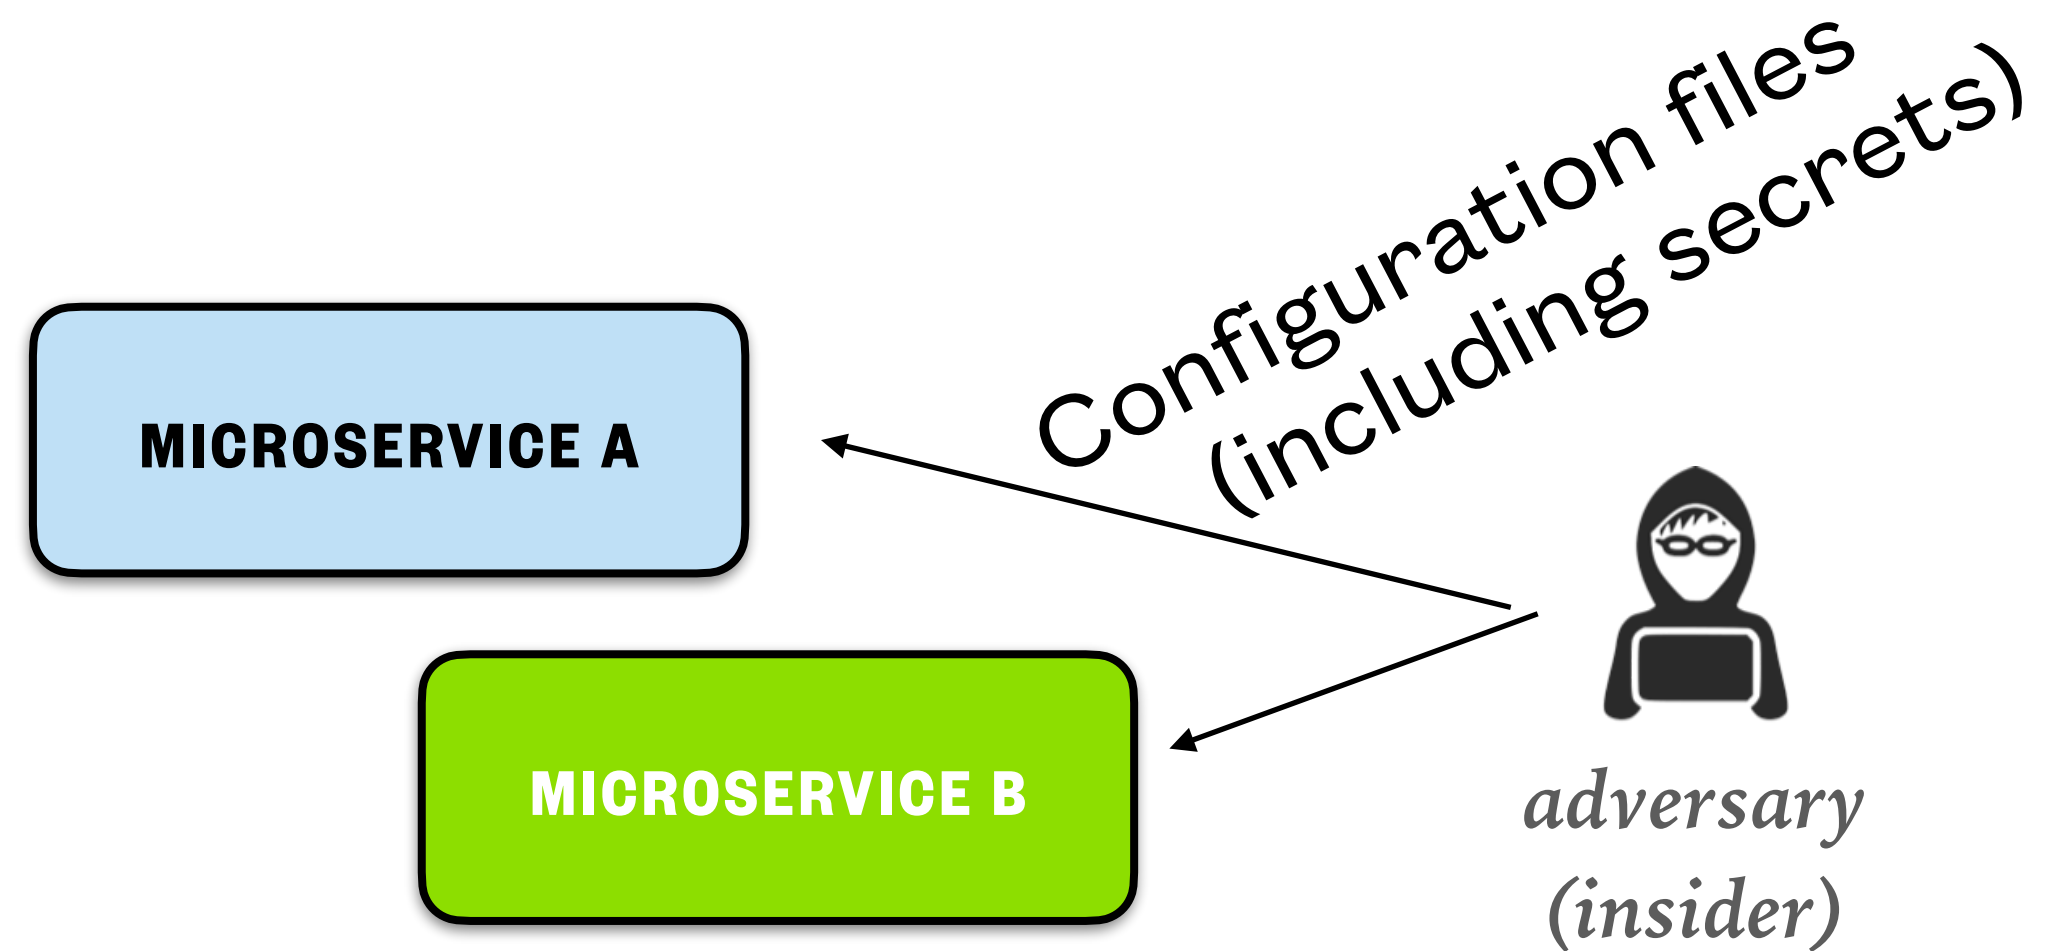 Configuration files
(including secrets)
MICROSERVICE A
MICROSERVICE B
adversary
(insider)